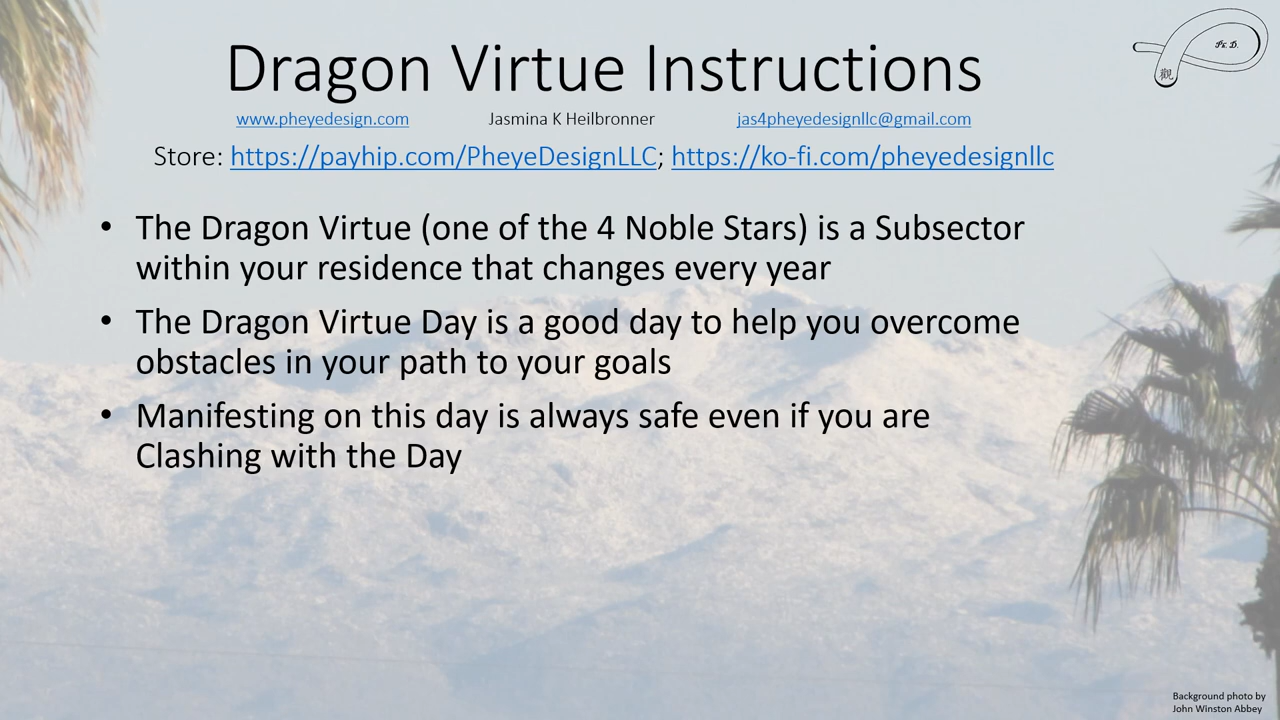 Dragon Virtue Instructions
Ph. D.
觀
www.pheyedesign.com Jasmina K Heilbronner jas4pheyedesignllc@gmail.com
Store: https://payhip.com/PheyeDesignLLC; https://ko-fi.com/pheyedesignllc
• The Dragon Virtue (one of the 4 Noble Stars) is a Subsector
within your residence that changes every year
• The Dragon Virtue Day is a good day to help you overcome
obstacles in your path to your goals
• Manifesting on this day is always safe even if you are
Clashing with the Day
Background photo by
John Winston Abbey